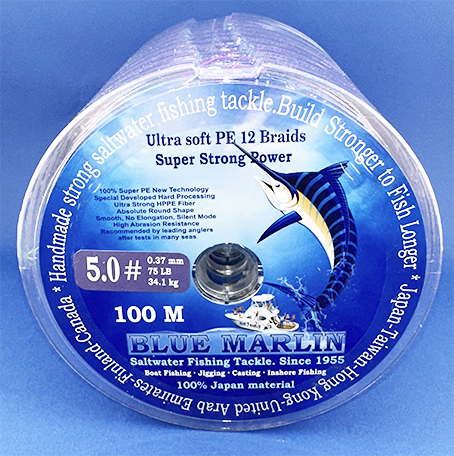 * Handmade strong saltwater fishing tackle.Build Stronger to Fish Longer *
Japan-Taiwan-Hong Kong-United Arab Emirates-Finland-Canada
Ultra soft PE 12 Braids
Super Strong Power
100% Super PE New Technology
Special Developed Hard Processing
Ultra Strong HPPE Fiber
Absolute Round Shape
Smooth, No Elongation, Silent Mode
High Abrasion Resistance
Recommended by leading anglers
after tests in many seas.
5.0#
0.37 mm
75 LB
34.1 kg
100 M
BLUE MARLIN
Saltwater Fishing Tackle. Since 1955
Boat Fishing - Jigging - Casting - Inshore Fishing
100% Japan material